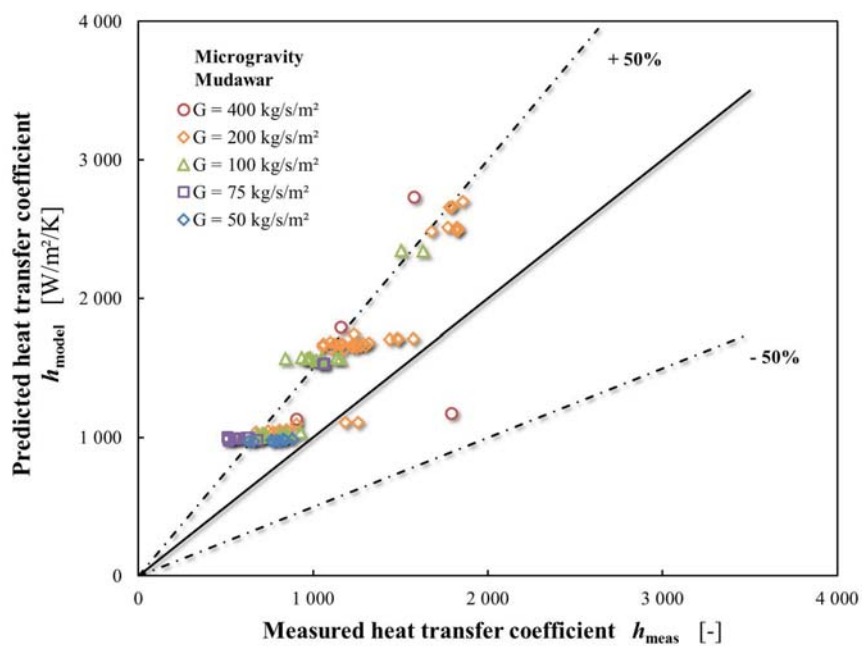 4 000
3 000
2 000
1 000
0
Predicted heat transfer coefficient
h_model [W/m²/K]
Microgravity
Mudawar
G = 400 kg/s/m²
G = 200 kg/s/m²
G = 100 kg/s/m²
G = 75 kg/s/m²
G = 50 kg/s/m²
+ 50%
- 50%
0 1 000 2 000 3 000 4 000
Measured heat transfer coefficient h_meas [-]